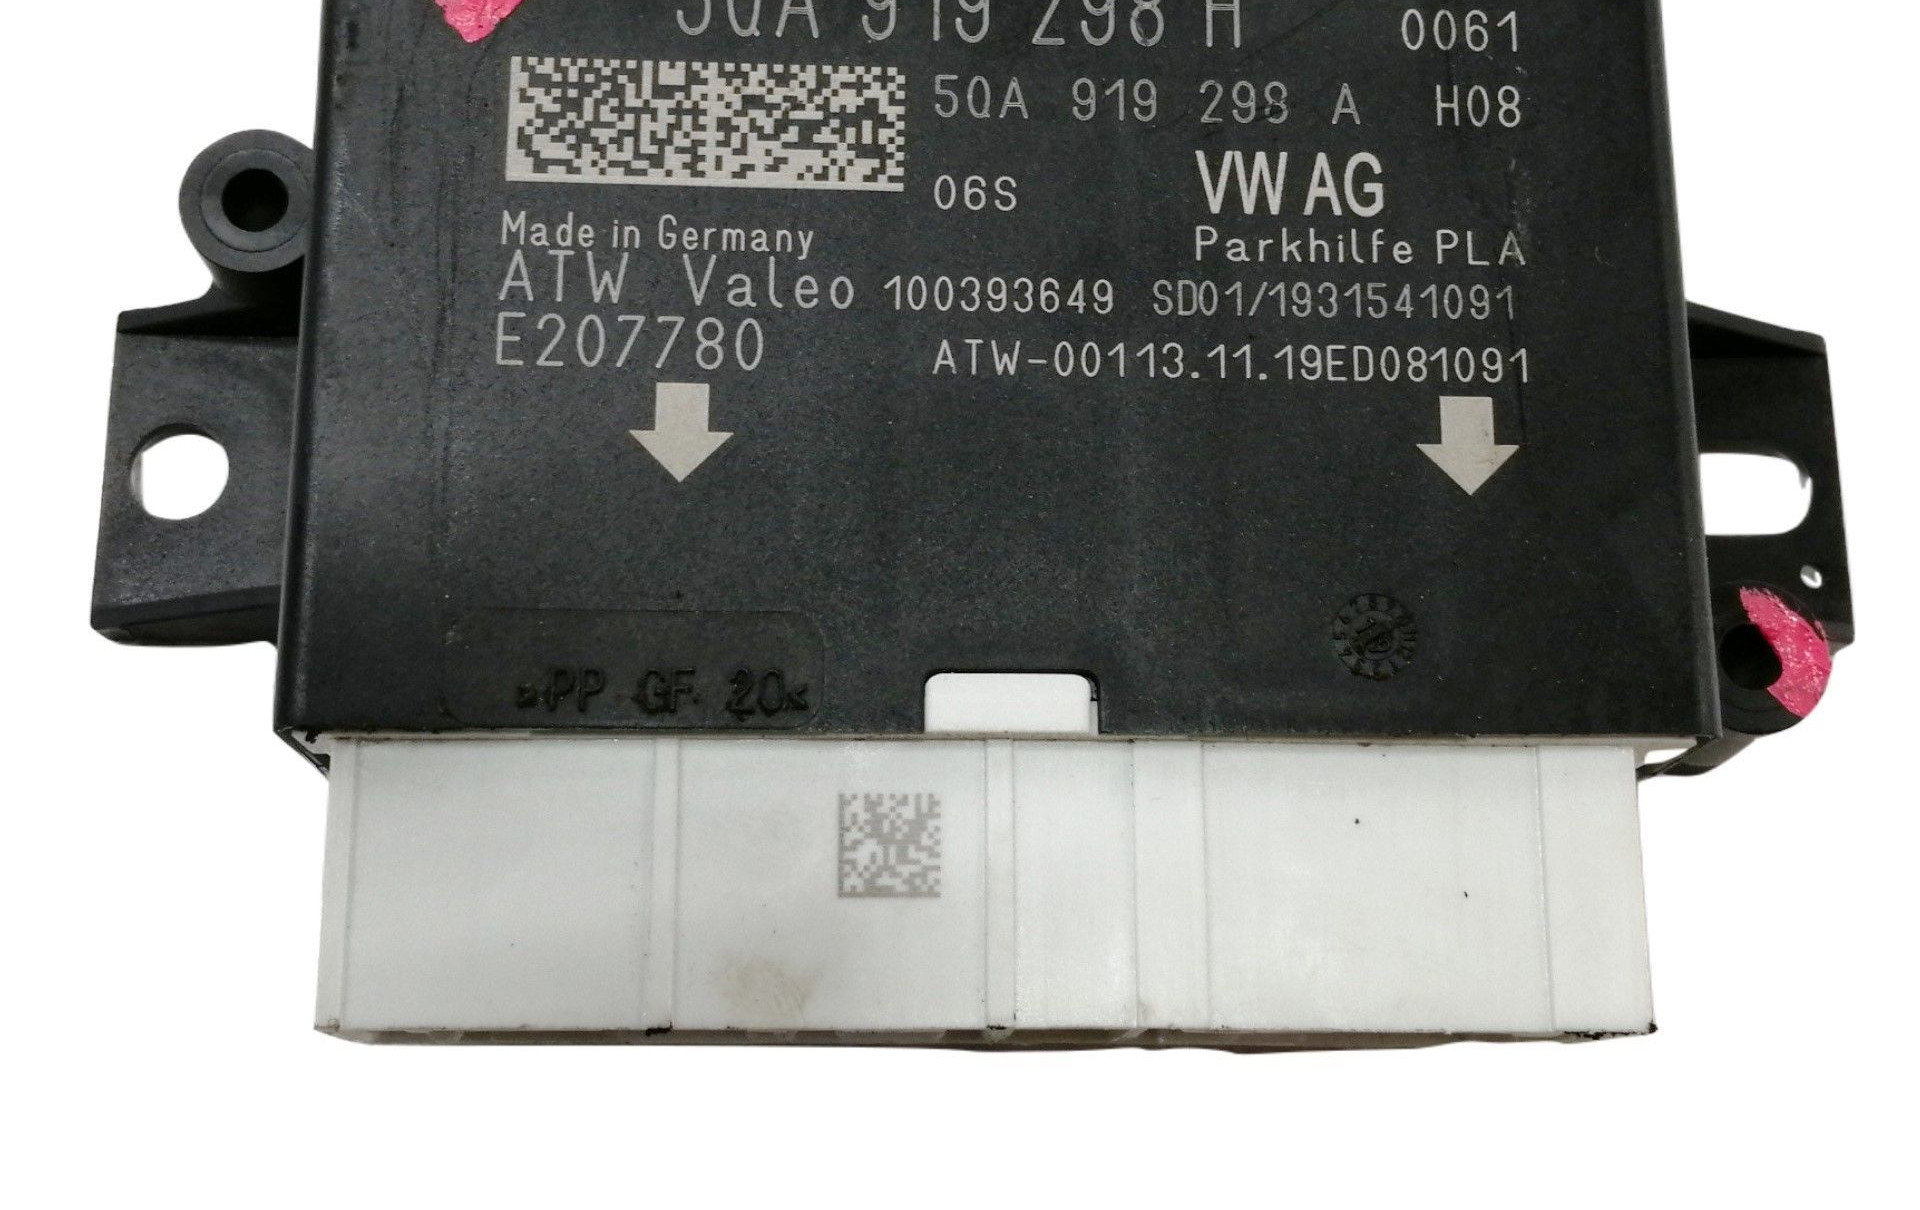 5QA 919 298 H 0061
5QA 919 298 A H08
06S VW AG
Made in Germany Parkhilfe PLA
ATW Valeo 100393649 SD01/1931541091
E207780 ATW-00113.11.19ED081091
>PP GF 20<